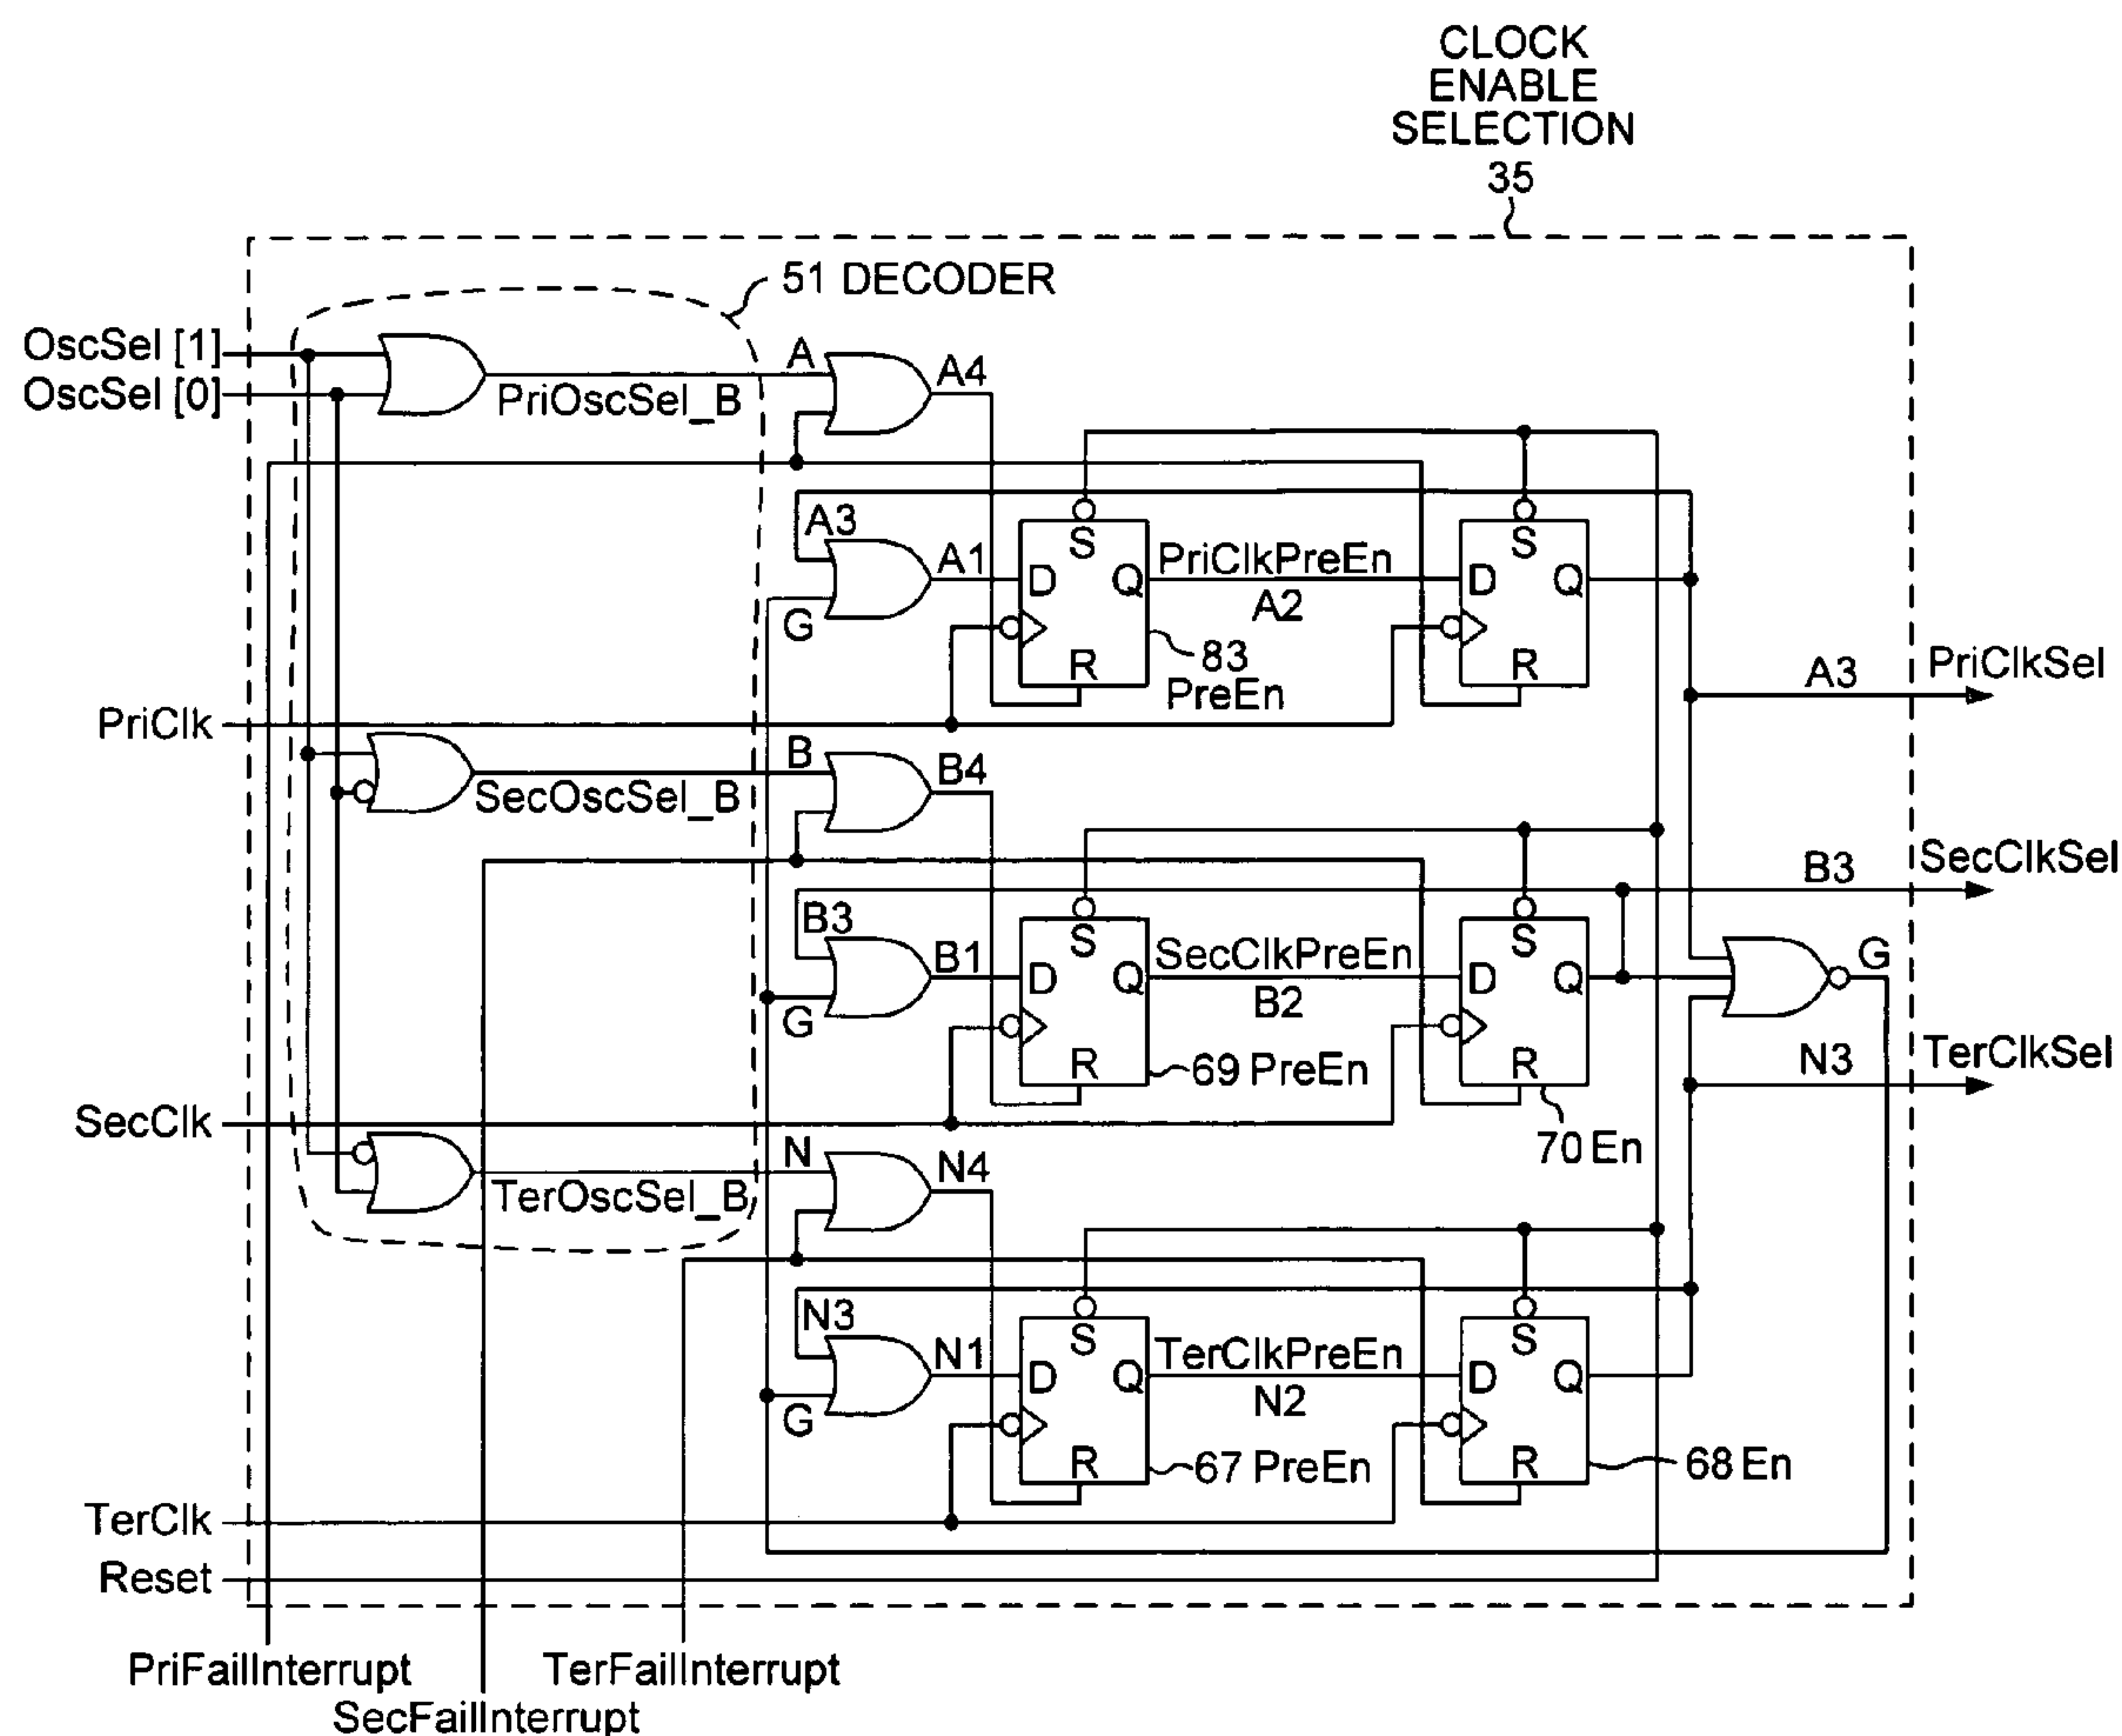 CLOCK
ENABLE
SELECTION
35
51 DECODER
OscSel [1]
OscSel [0]
PriOscSel_B
A
A4
A3
A1
G
S
D
Q
R
PriClkPreEn
A2
83
PreEn
S
D
Q
R
A3
PriClkSel
PriClk
SecOscSel_B
B
B4
B3
B1
G
S
D
Q
R
SecClkPreEn
B2
69 PreEn
S
D
Q
R
70 En
B3
SecClkSel
G
N3
TerClkSel
SecClk
TerOscSel_B
N
N4
N3
N1
G
S
D
Q
R
TerClkPreEn
N2
67 PreEn
S
D
Q
R
68 En
TerClk
Reset
PriFailInterrupt
TerFailInterrupt
SecFailInterrupt